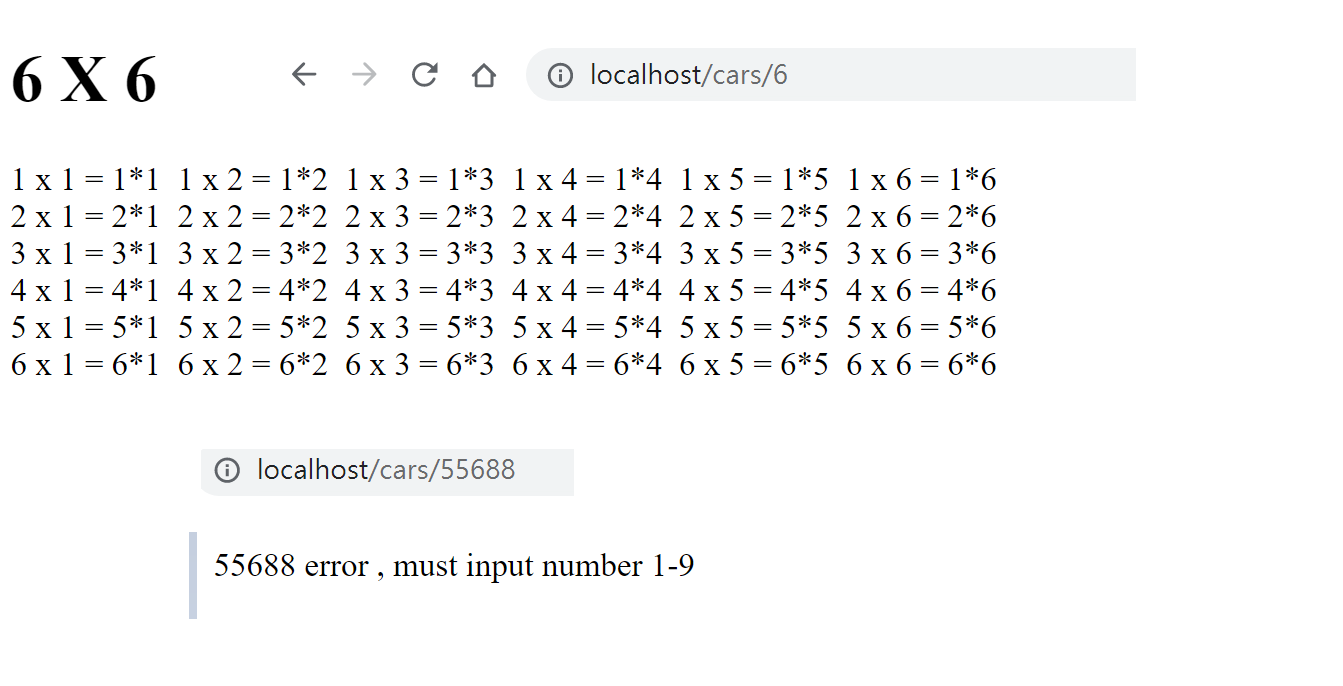 6 X 6
localhost/cars/6
1 x 1 = 1*1 1 x 2 = 1*2 1 x 3 = 1*3 1 x 4 = 1*4 1 x 5 = 1*5 1 x 6 = 1*6
2 x 1 = 2*1 2 x 2 = 2*2 2 x 3 = 2*3 2 x 4 = 2*4 2 x 5 = 2*5 2 x 6 = 2*6
3 x 1 = 3*1 3 x 2 = 3*2 3 x 3 = 3*3 3 x 4 = 3*4 3 x 5 = 3*5 3 x 6 = 3*6
4 x 1 = 4*1 4 x 2 = 4*2 4 x 3 = 4*3 4 x 4 = 4*4 4 x 5 = 4*5 4 x 6 = 4*6
5 x 1 = 5*1 5 x 2 = 5*2 5 x 3 = 5*3 5 x 4 = 5*4 5 x 5 = 5*5 5 x 6 = 5*6
6 x 1 = 6*1 6 x 2 = 6*2 6 x 3 = 6*3 6 x 4 = 6*4 6 x 5 = 6*5 6 x 6 = 6*6
localhost/cars/55688
55688 error , must input number 1-9